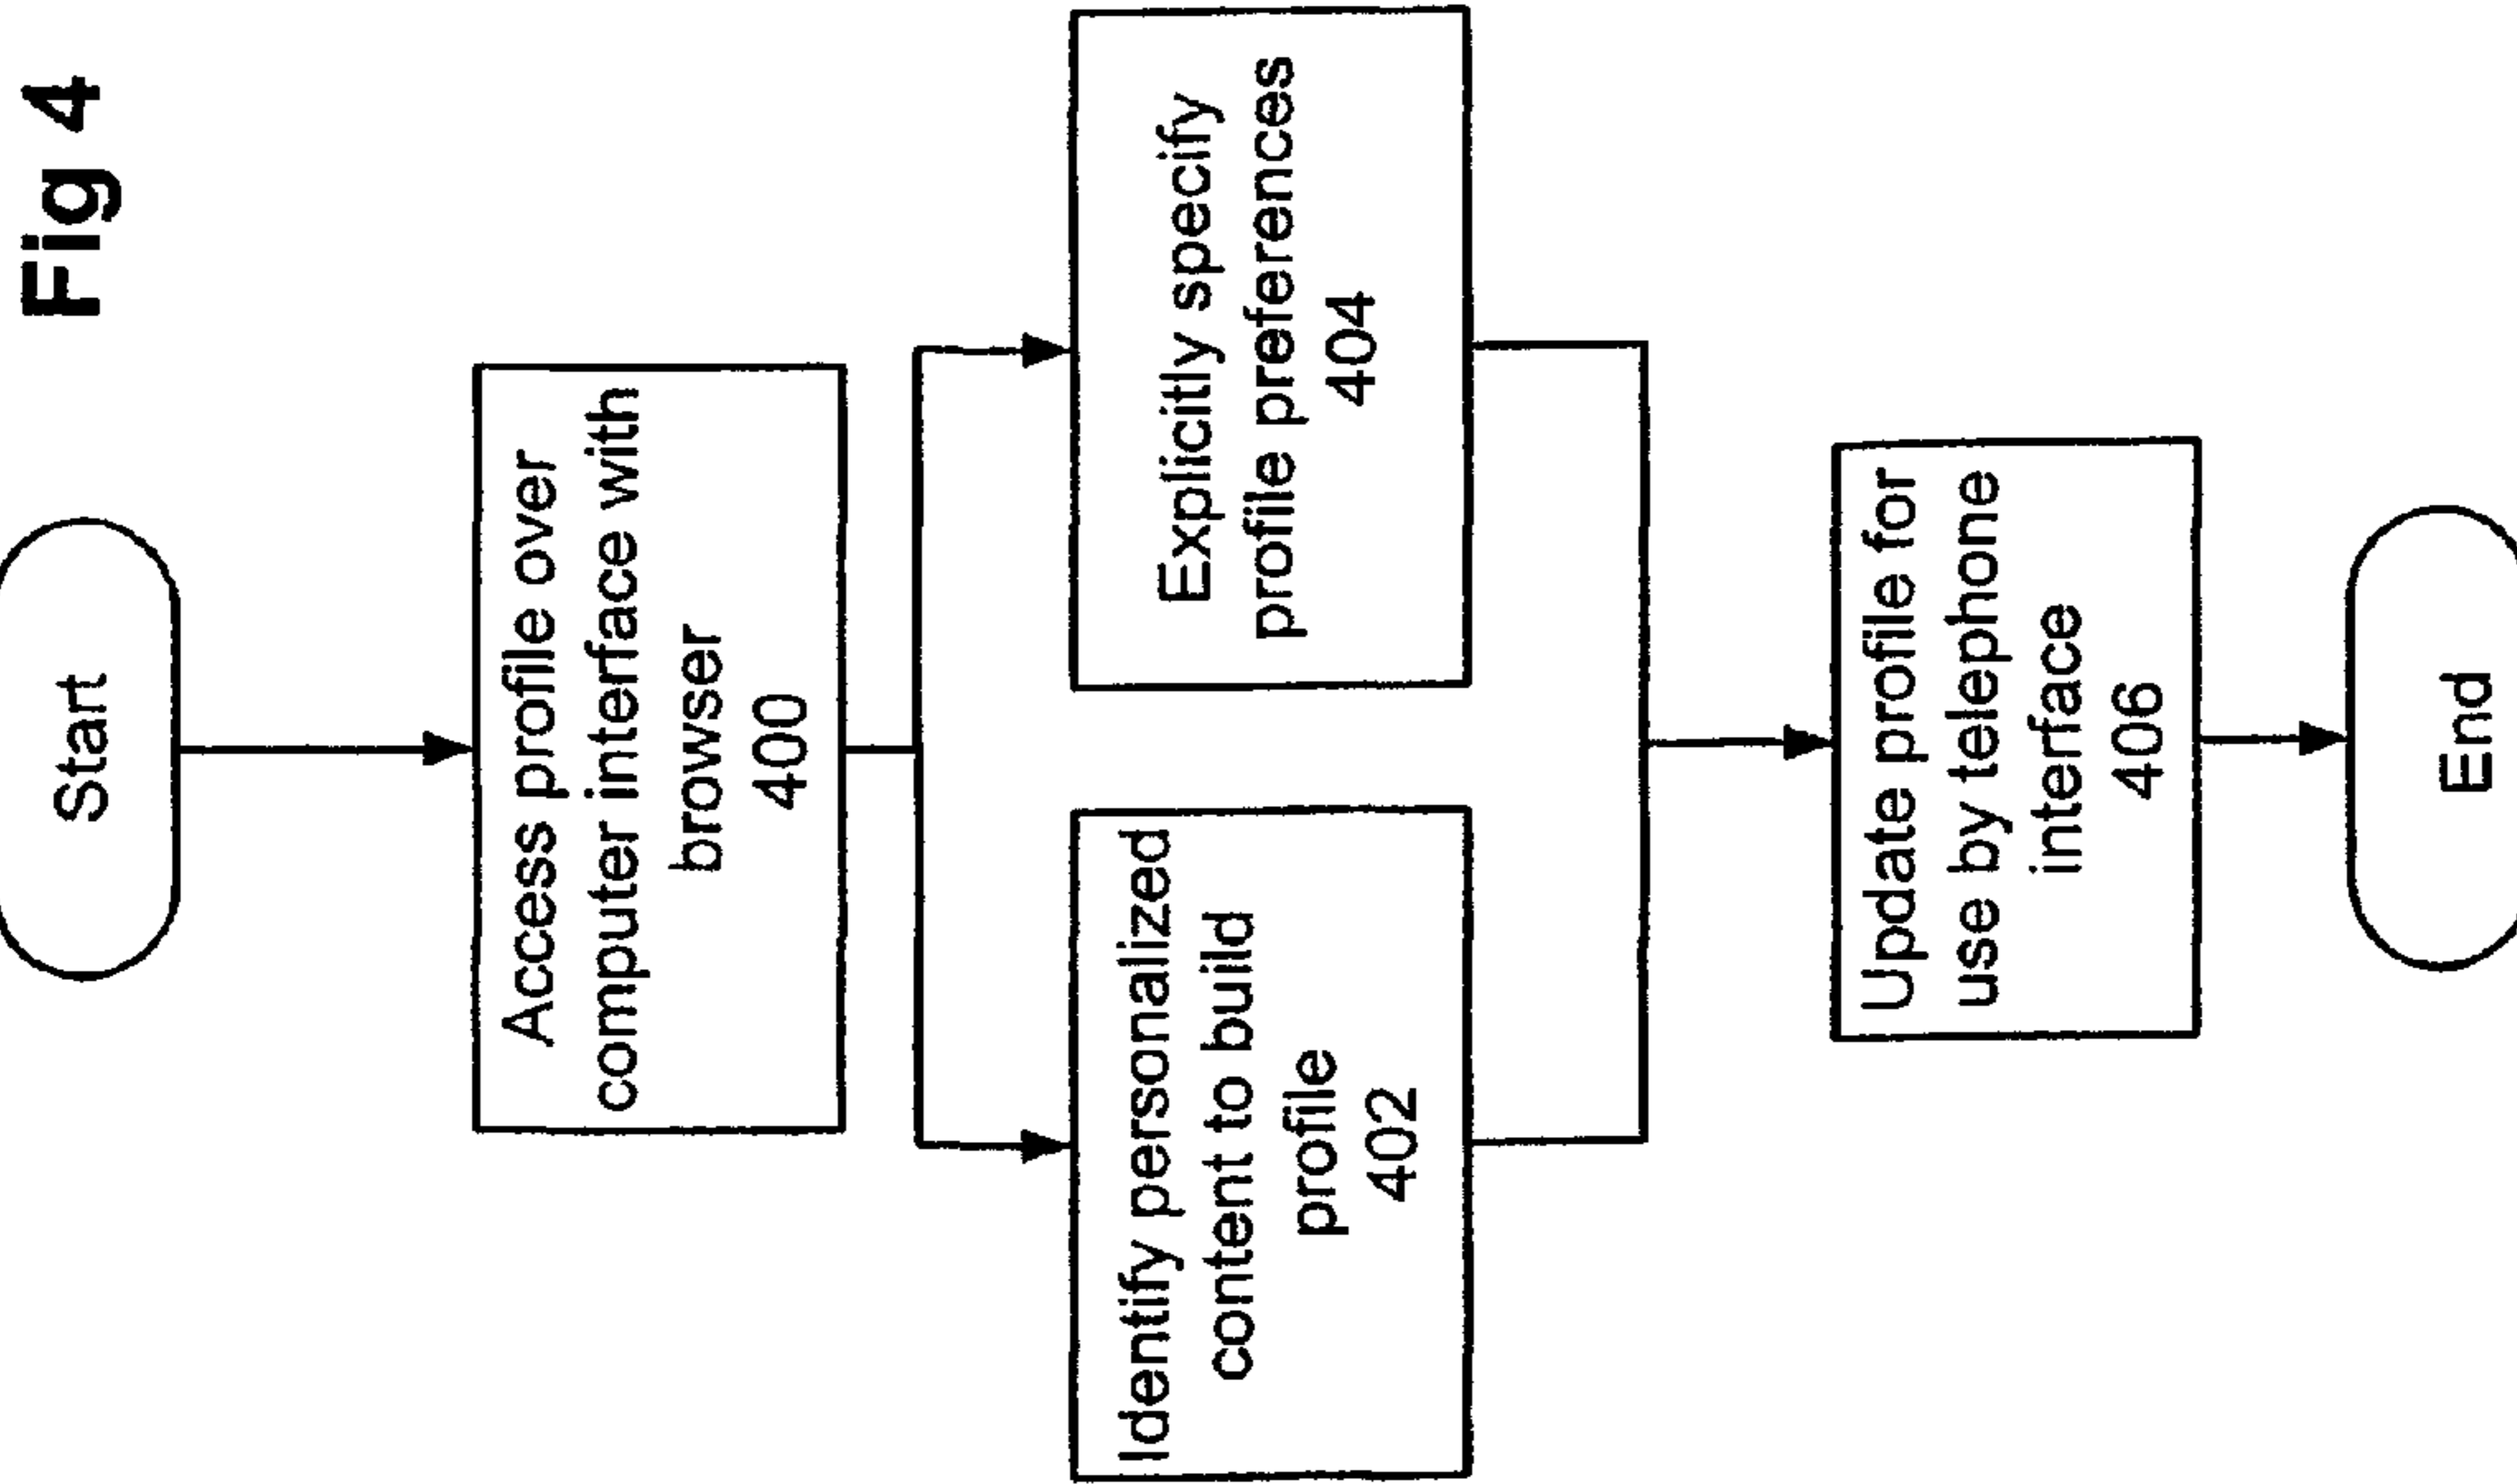 Fig 4
Start
Access profile over
computer interface with
browser
400
Identify personalized
content to build
profile
402
Explicitly specify
profile preferences
404
Update profile for
use by telephone
interface
406
End